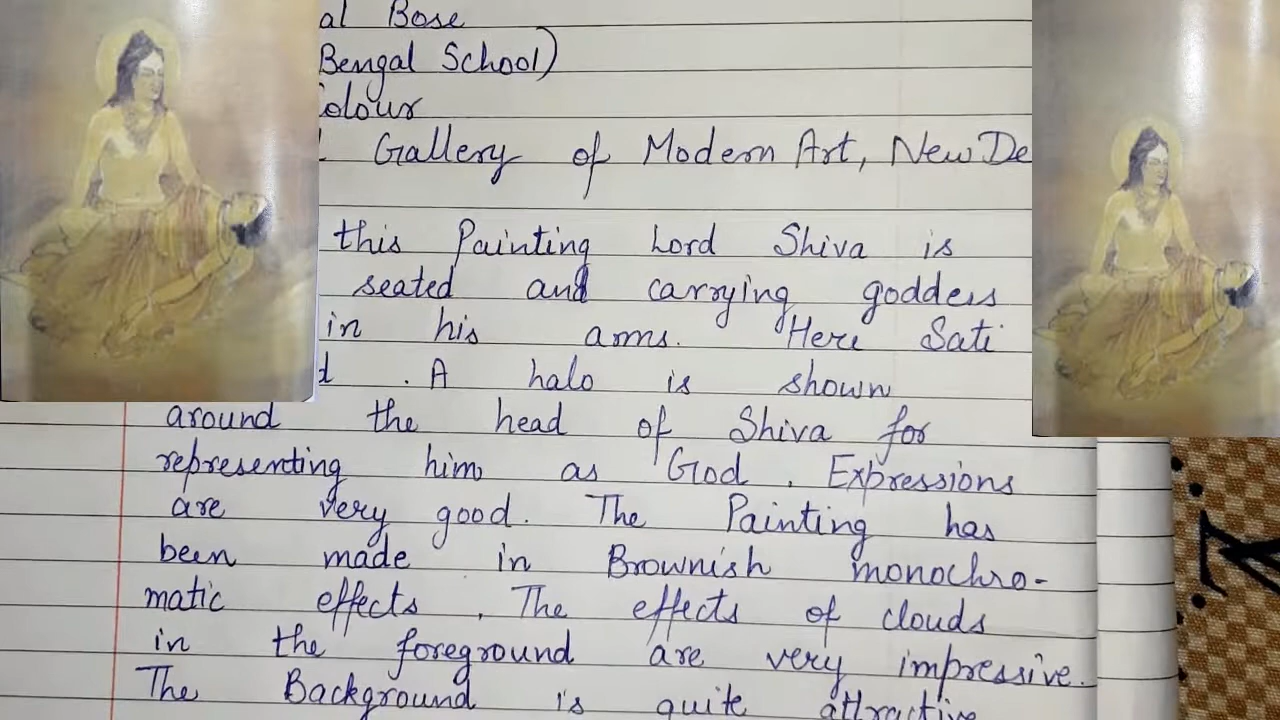 al Bose
Bengal School)
olour
Gallery of Modern Art, New De
this Painting Lord Shiva is
seated and carrying goddess
in his arms. Here Sati
. A halo is shown
around the head of Shiva for
representing him as God. Expressions
are very good. The Painting has
been made in Brownish monochro-
matic effects. The effects of clouds
in the foreground are very impressive.
The Background is quite attractive